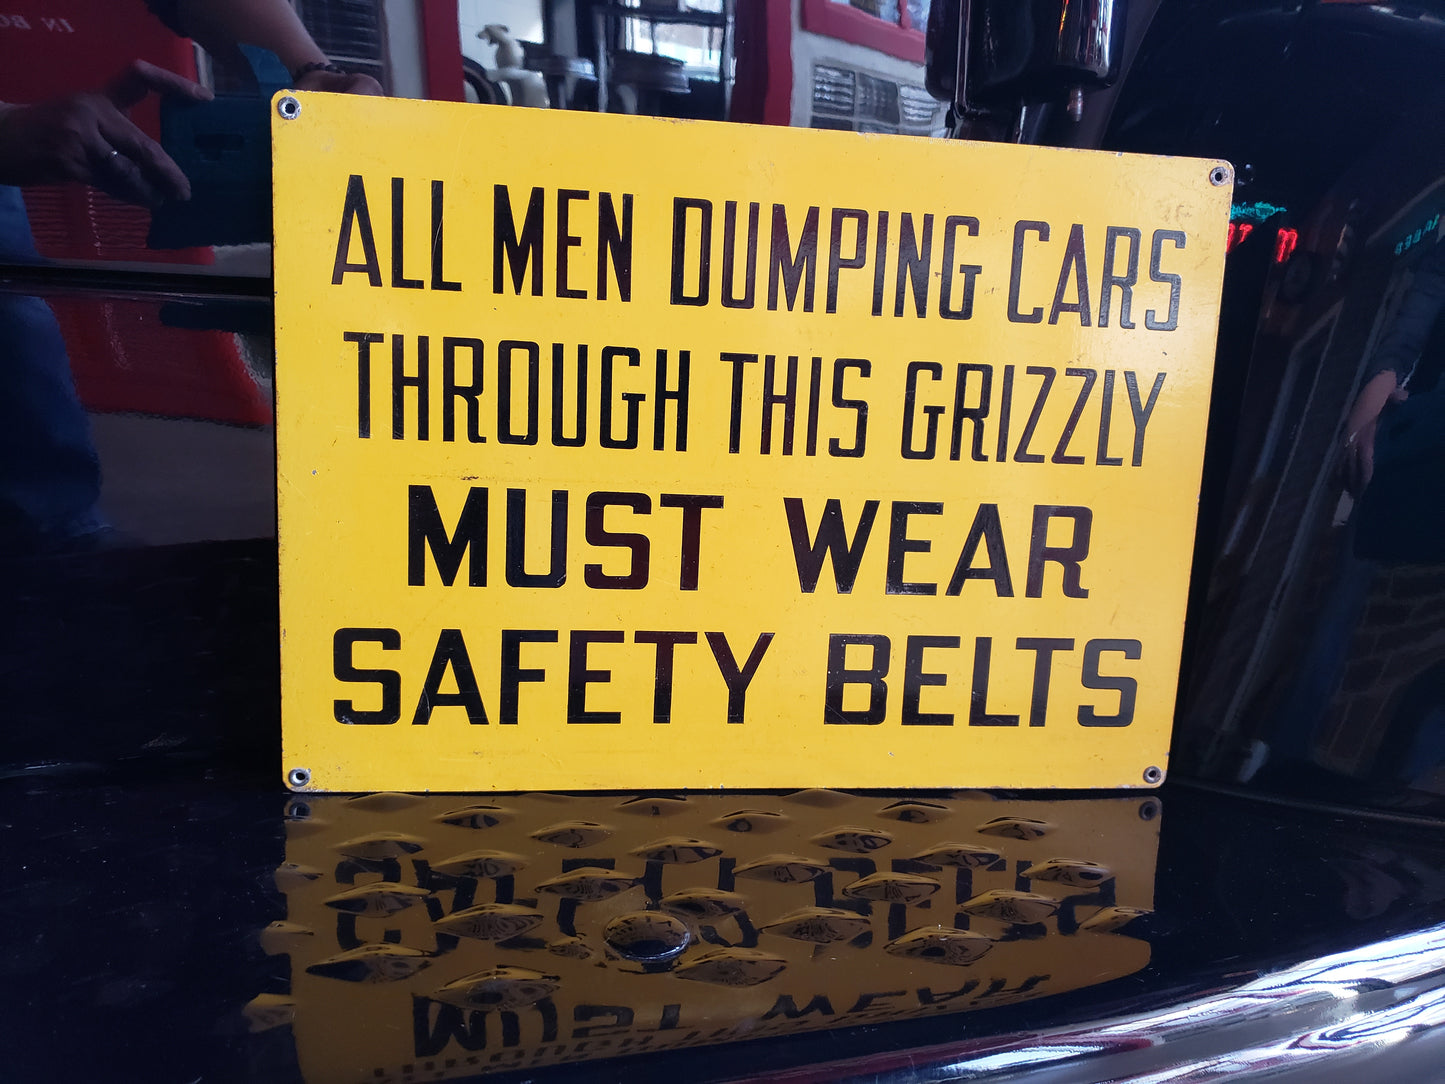 ALL MEN DUMPING CARS
THROUGH THIS GRIZZLY
MUST WEAR
SAFETY BELTS